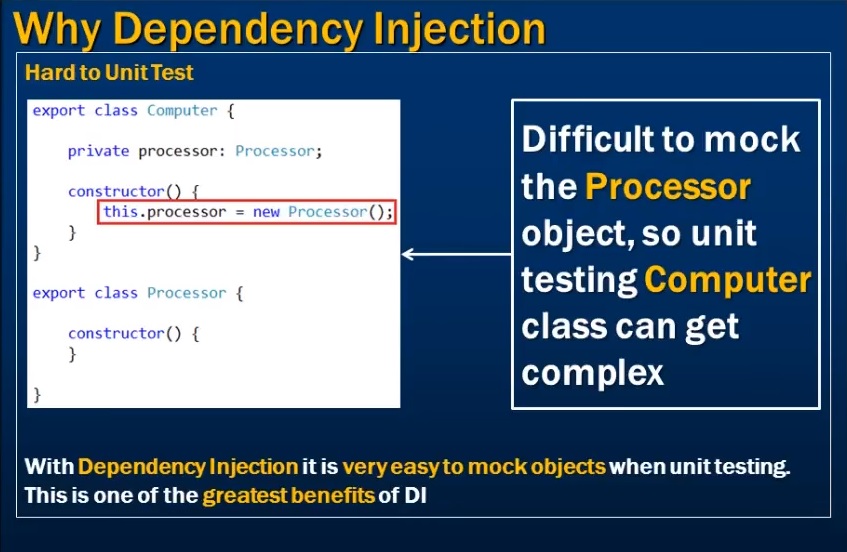 Why Dependency Injection
Hard to Unit Test
export class Computer {
private processor: Processor;
constructor() {
this.processor = new Processor();
}
}
export class Processor {
constructor() {
}
}
Difficult to mock
the Processor
object, so unit
testing Computer
class can get
complex
With Dependency Injection it is very easy to mock objects when unit testing.
This is one of the greatest benefits of DI